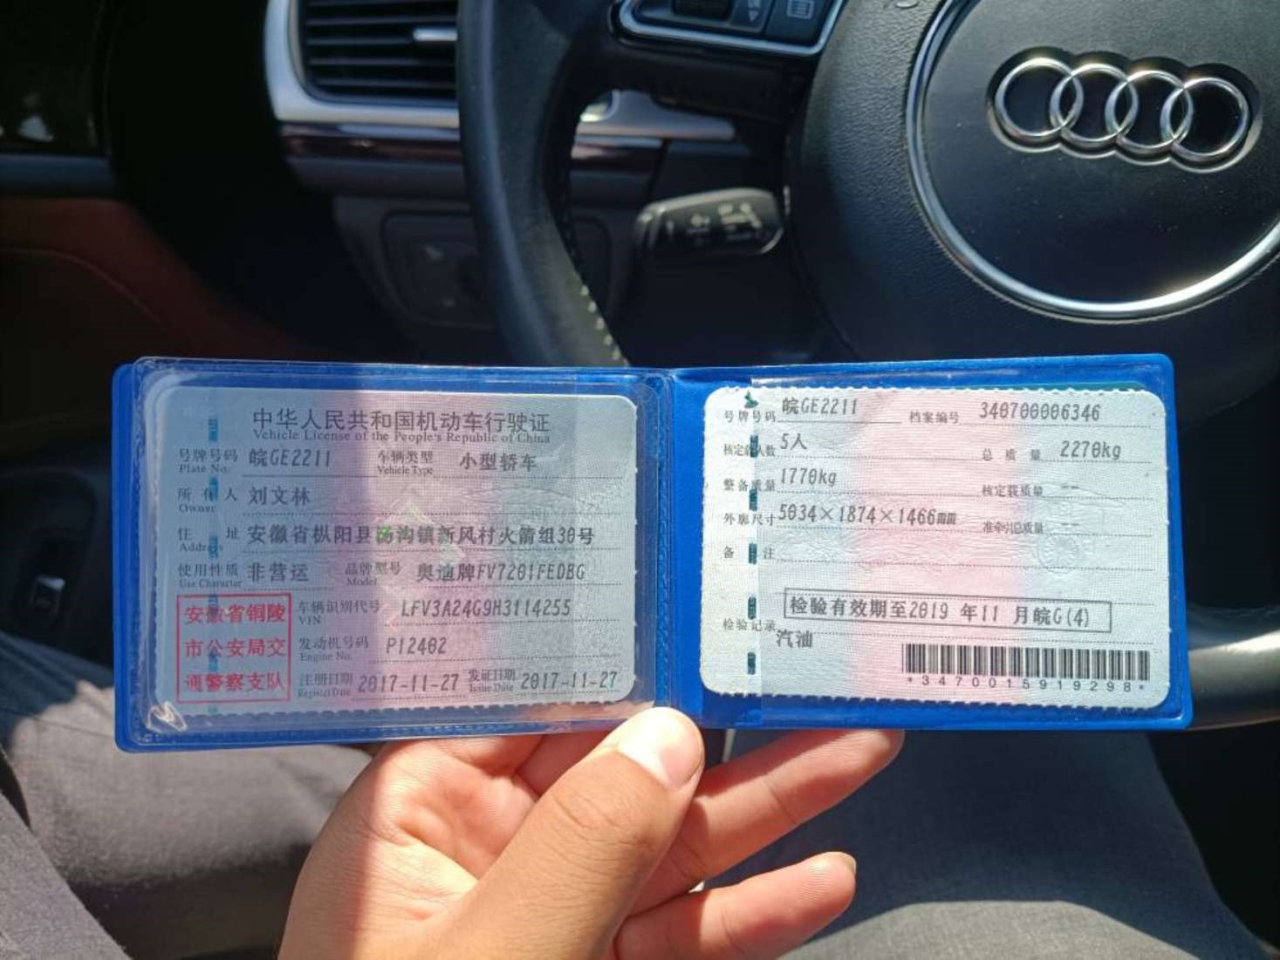 中华人民共和国机动车行驶证
Vehicle License of the People's Republic of China
号牌号码 皖GE2211 车辆类型 小型轿车
Plate No. Vehicle Type
所有人 刘文林
Owner
住址 安徽省枞阳县汤沟镇新风村火箭组30号
Address
使用性质 非营运 品牌型号 奥迪牌FV7201FEDBG
Use Character Model
安徽省铜陵
市公安局交
通警察支队
车辆识别代号 LFV3A24G9H3114255
VIN
发动机号码 P12402
Engine No.
注册日期 2017-11-27 发证日期 2017-11-27
Register Date Issue Date
号牌号码 皖GE2211 档案编号 340700006346
核定载人数 5人 总质量 2270kg
整备质量 1770kg 核定载质量 --
外廓尺寸 5034×1874×1466㎜ 准牵引总质量 --
备注
检验有效期至2019 年11 月皖G(4)
检验记录
汽油
*3470015919298*